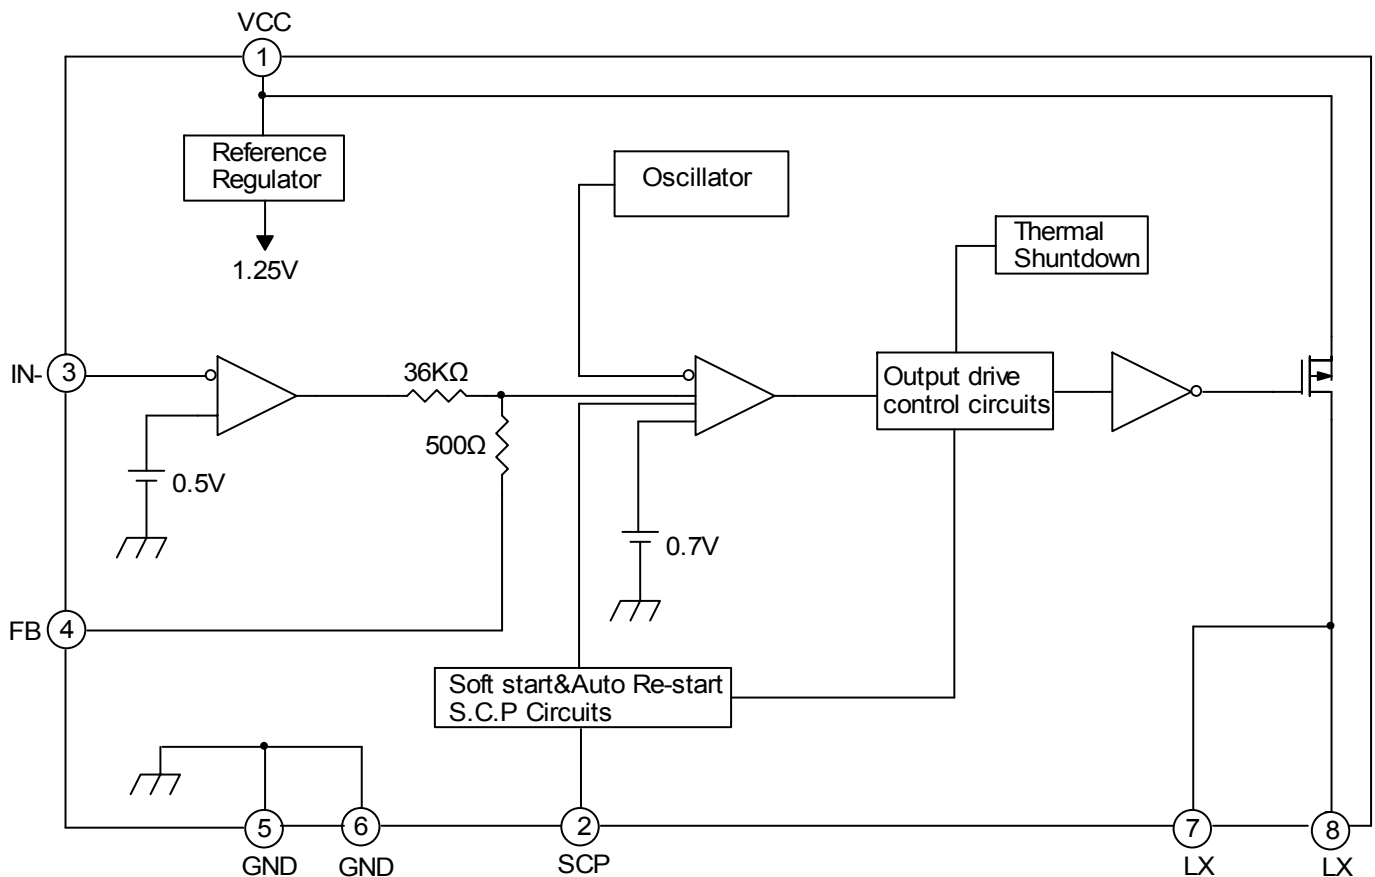 VCC
1
Reference
Regulator
1.25V
Oscillator
Thermal
Shuntdown
IN-
3
36KΩ
500Ω
0.5V
Output drive
control circuits
0.7V
FB
4
Soft start&Auto Re-start
S.C.P Circuits
5
6
2
7
8
GND
GND
SCP
LX
LX